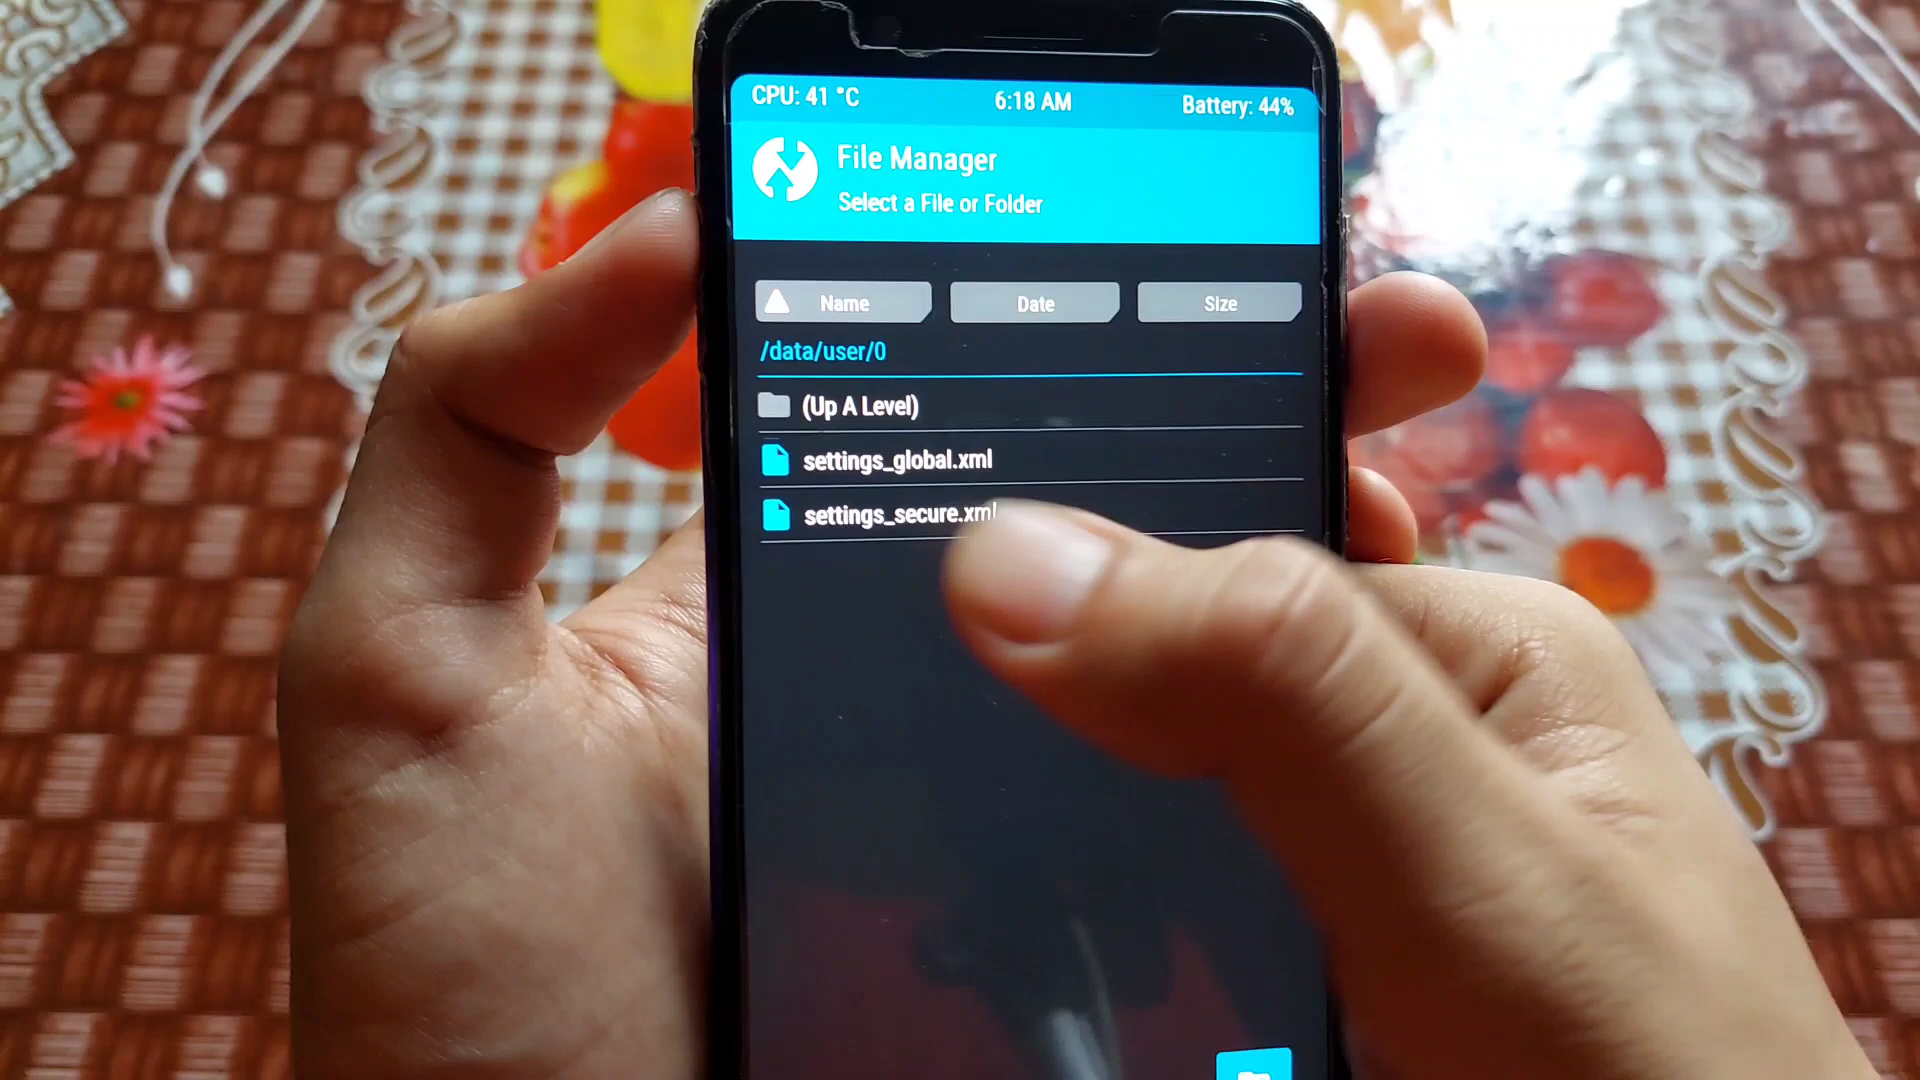 CPU: 41 °C 6:18 AM Battery: 44%
File Manager
Select a File or Folder
Name Date Size
/data/user/0
(Up A Level)
settings_global.xml
settings_secure.xml